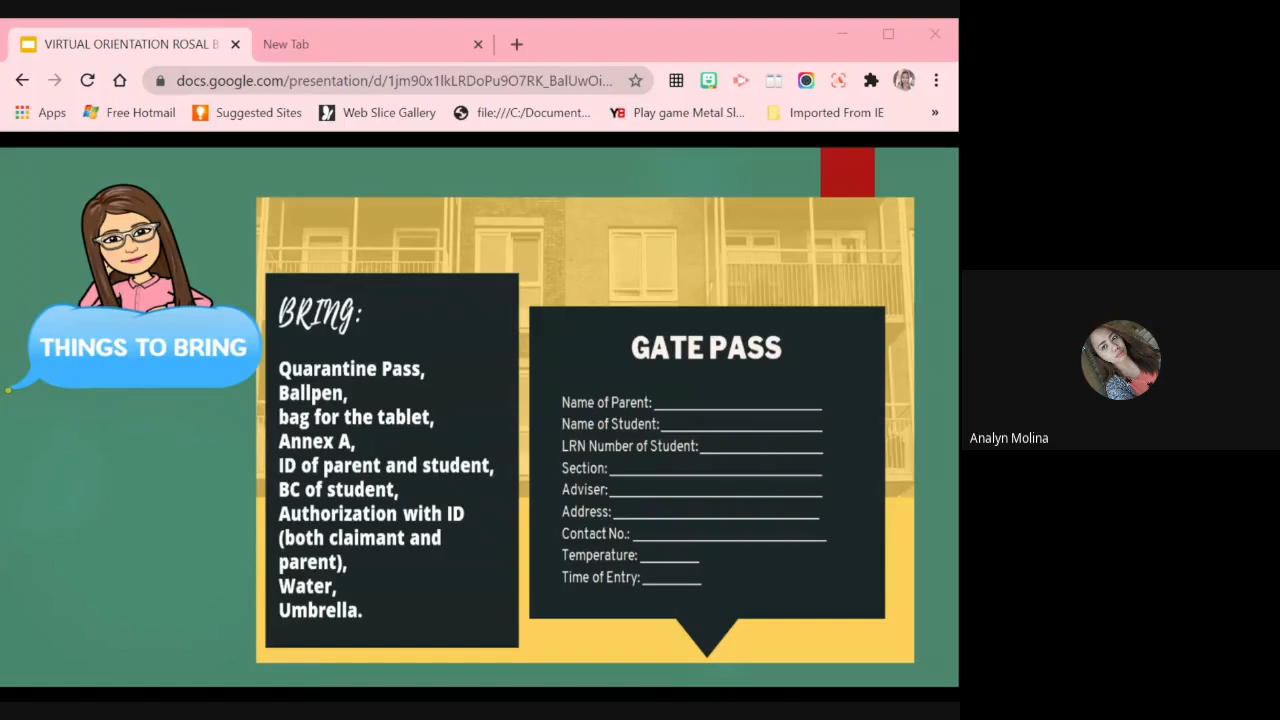 VIRTUAL ORIENTATION ROSAL B
New Tab
docs.google.com/presentation/d/1jm90x1lkLRDoPu9O7RK_BalUwOi...
Apps
Free Hotmail
Suggested Sites
Web Slice Gallery
file:///C:/Document...
Play game Metal Sl...
Imported From IE
»
THINGS TO BRING
BRING:
Quarantine Pass,
Ballpen,
bag for the tablet,
Annex A,
ID of parent and student,
BC of student,
Authorization with ID
(both claimant and
parent),
Water,
Umbrella.
GATE PASS
Name of Parent:
Name of Student:
LRN Number of Student:
Section:
Adviser:
Address:
Contact No.:
Temperature:
Time of Entry:
Analyn Molina